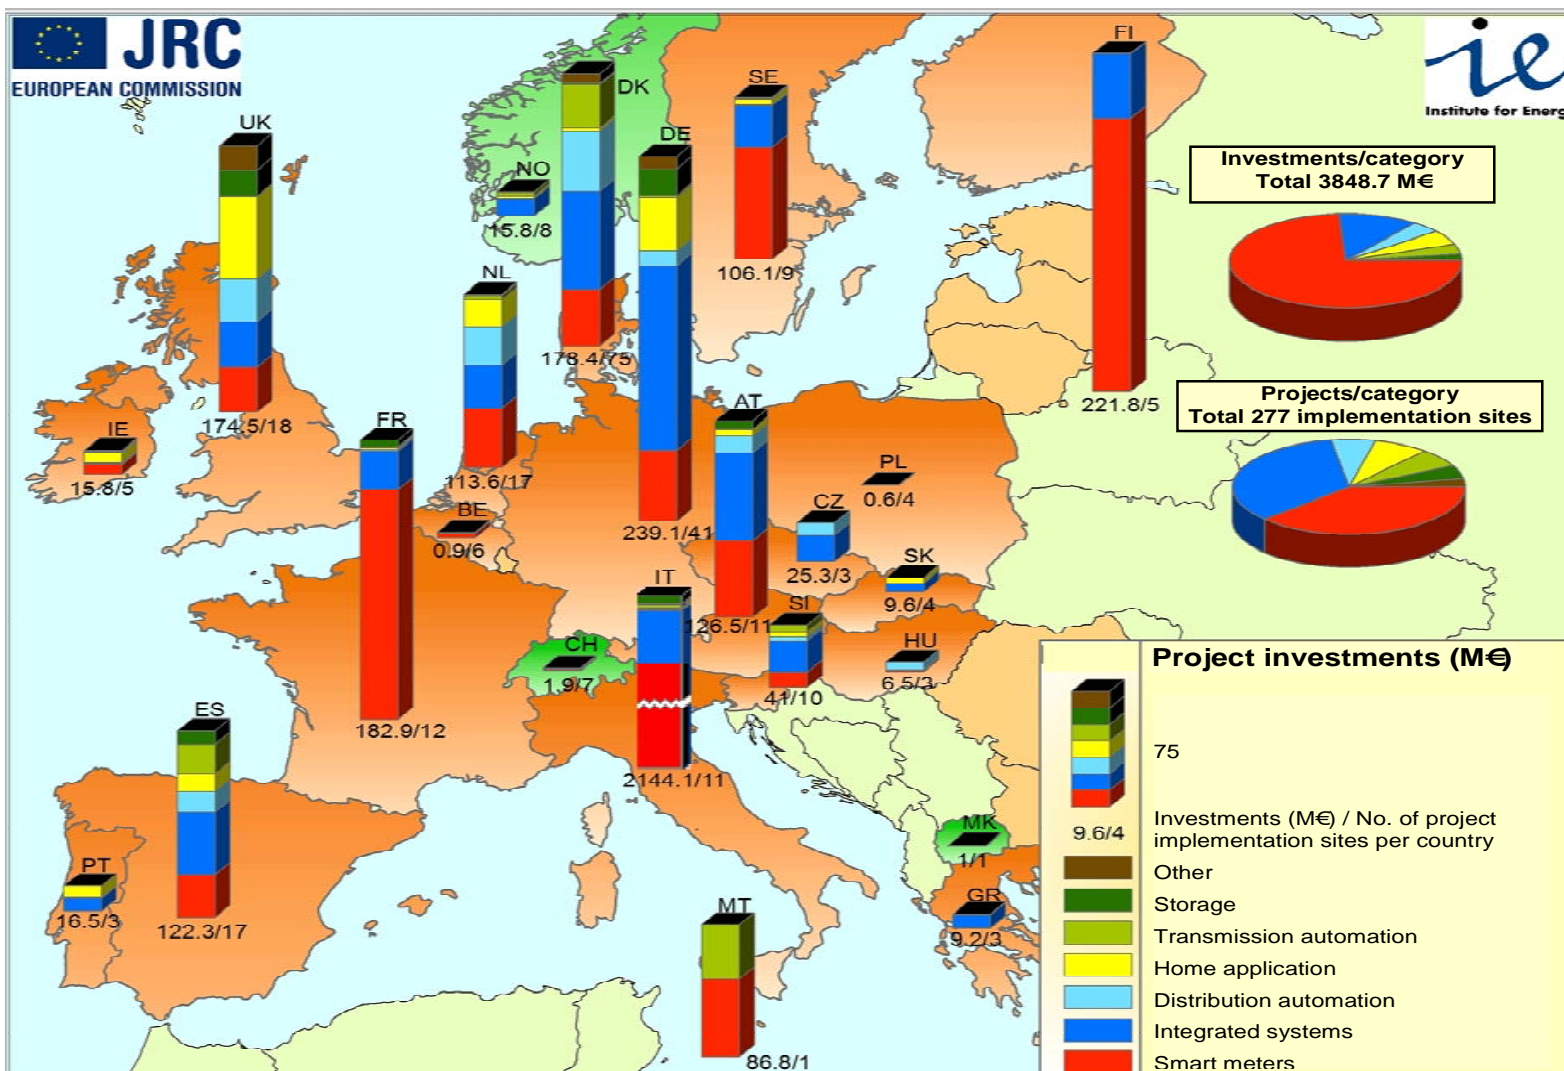 JRC
EUROPEAN COMMISSION
ie
Institute for Energ
UK
DK
SE
FI
DE
NO
15.8/8
Investments/category
Total 3848.7 M€
106.1/9
NL
178.4/75
174.5/18
221.8/5
Projects/category
Total 277 implementation sites
FR
AT
IE
15.8/5
113.6/17
PL
0.6/4
BE
0.9/6
239.1/41
CZ
25.3/3
SK
9.6/4
IT
126.5/11
SI
41/10
HU
6.5/3
CH
1.9/7
182.9/12
2144.1/11
ES
122.3/17
PT
16.5/3
MK
1/1
GR
9.2/3
MT
86.8/1
Project investments (M€)
75
Investments (M€) / No. of project
9.6/4
implementation sites per country
Other
Storage
Transmission automation
Home application
Distribution automation
Integrated systems
Smart meters